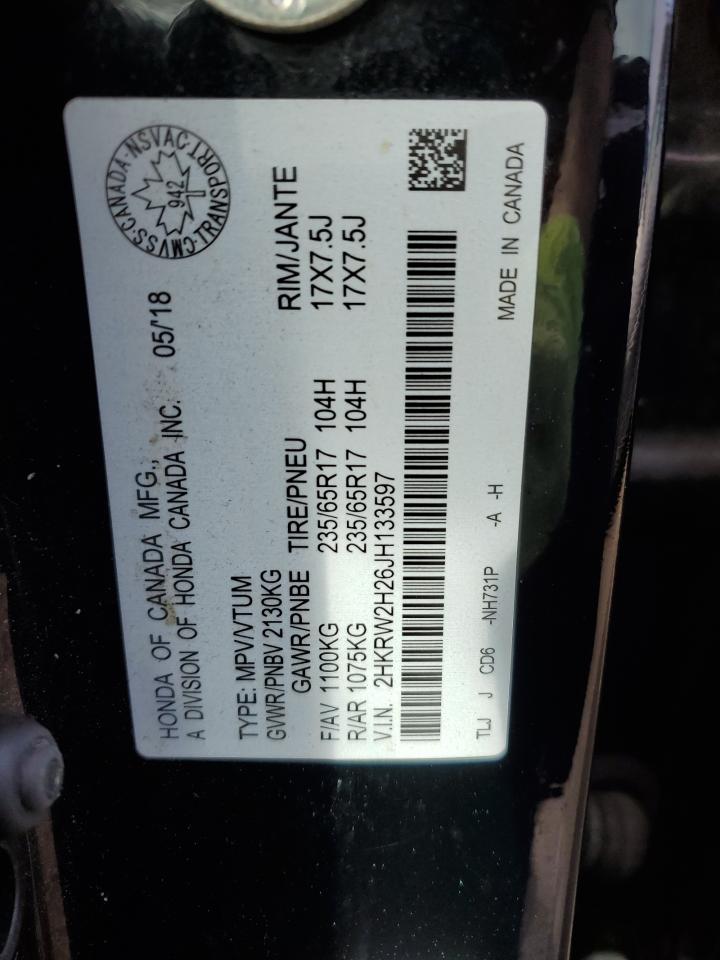 HONDA OF CANADA MFG.,
A DIVISION OF HONDA CANADA INC. 05/'18
CMVSS·CANADA·NSVAC·TRANSPORT
942
TYPE: MPV/VTUM
GVWR/PNBV 2130KG
GAWR/PNBE TIRE/PNEU RIM/JANTE
F/AV 1100KG 235/65R17 104H 17X7.5J
R/AR 1075KG 235/65R17 104H 17X7.5J
V.I.N. 2HKRW2H26JH133597
TLJ J CD6 -NH731P -A -H MADE IN CANADA